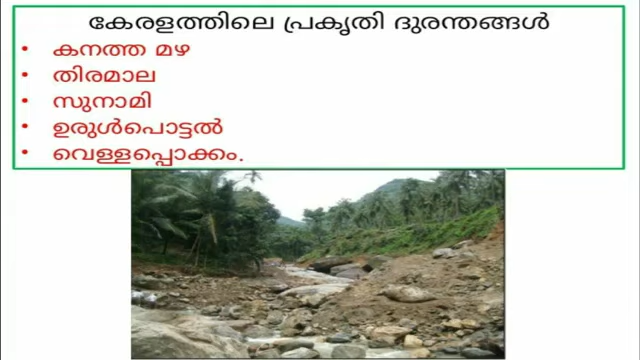 കേരളത്തിലെ പ്രകൃതി ദുരന്തങ്ങൾ
• കനത്ത മഴ
• തിരമാല
• സുനാമി
• ഉരുൾപൊട്ടൽ
• വെള്ളപ്പൊക്കം.